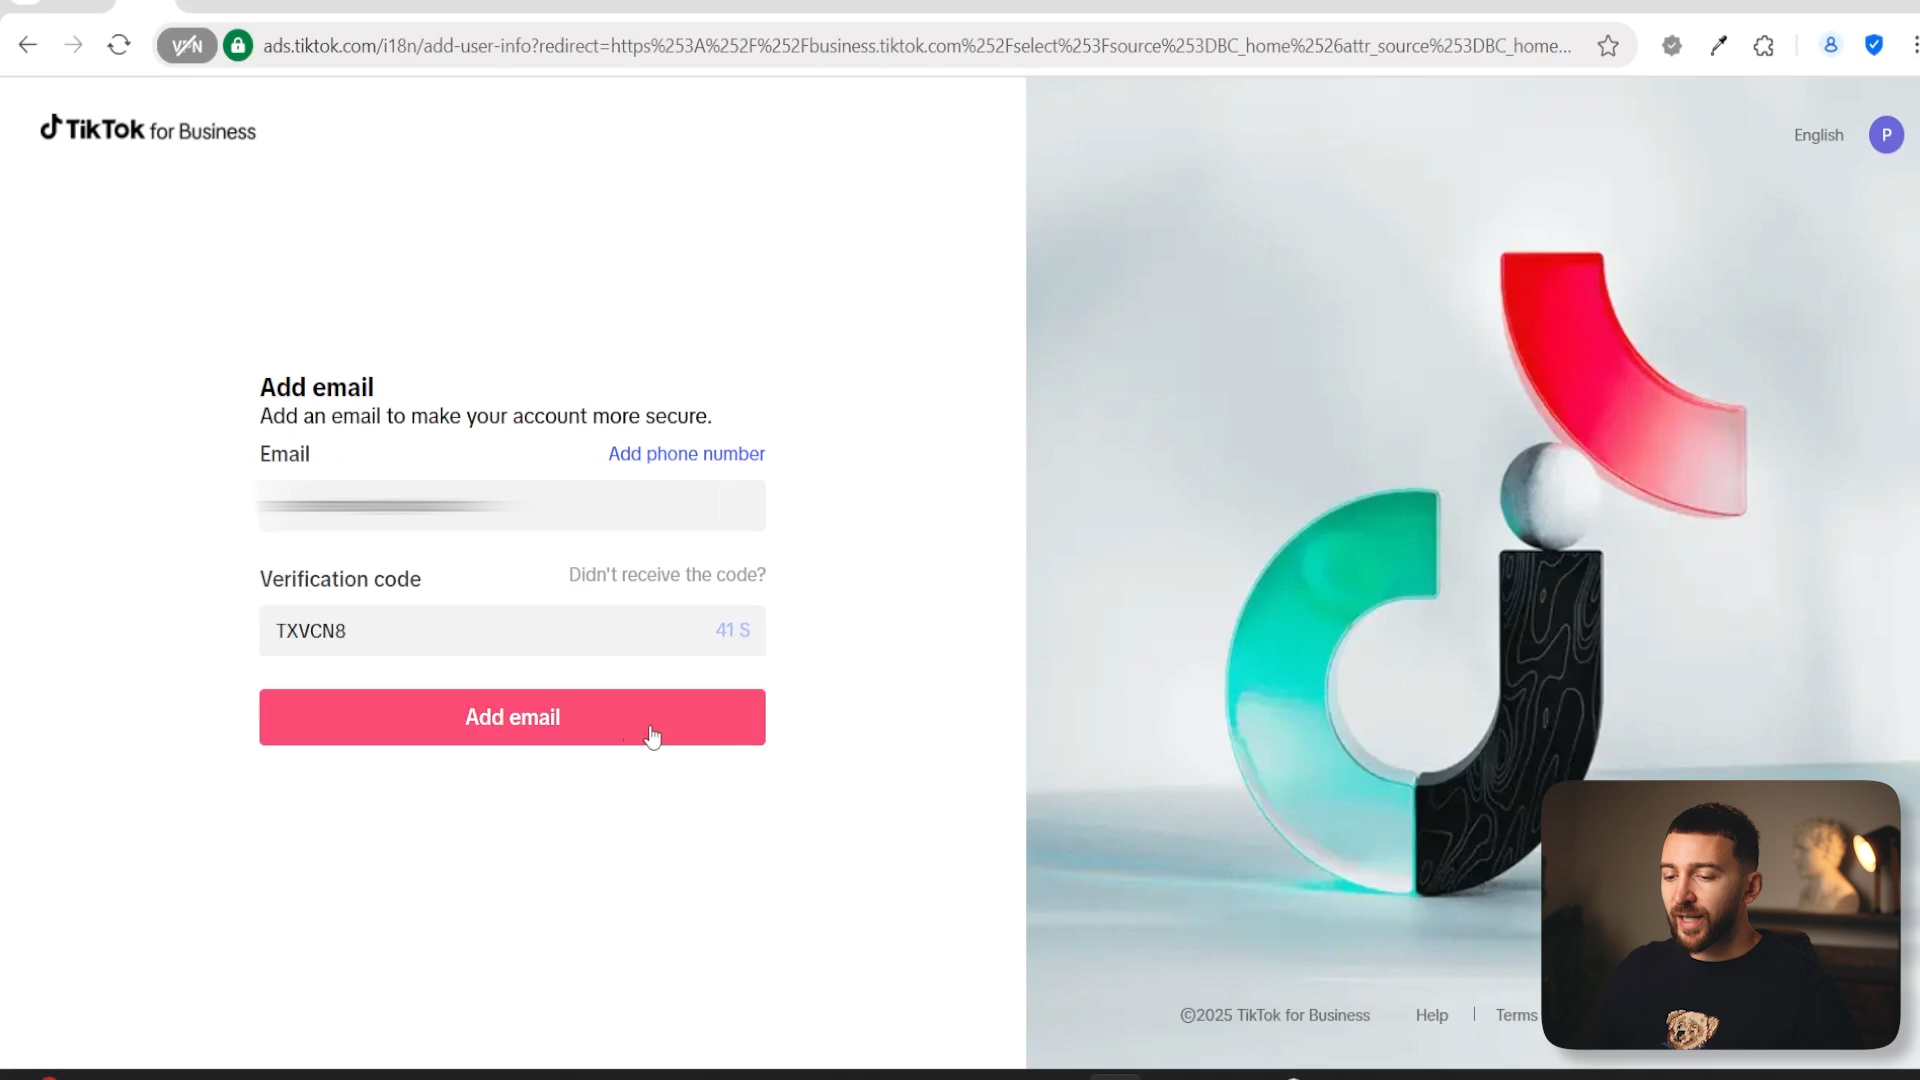 VPN
ads.tiktok.com/i18n/add-user-info?redirect=https%253A%252F%252Fbusiness.tiktok.com%252Fselect%253Fsource%253DBC_home%2526attr_source%253DBC_home...
TikTok for Business
English
P
Add email
Add an email to make your account more secure.
Email
Add phone number
Verification code
Didn't receive the code?
TXVCN8
41 S
Add email
©2025 TikTok for Business
Help
Terms